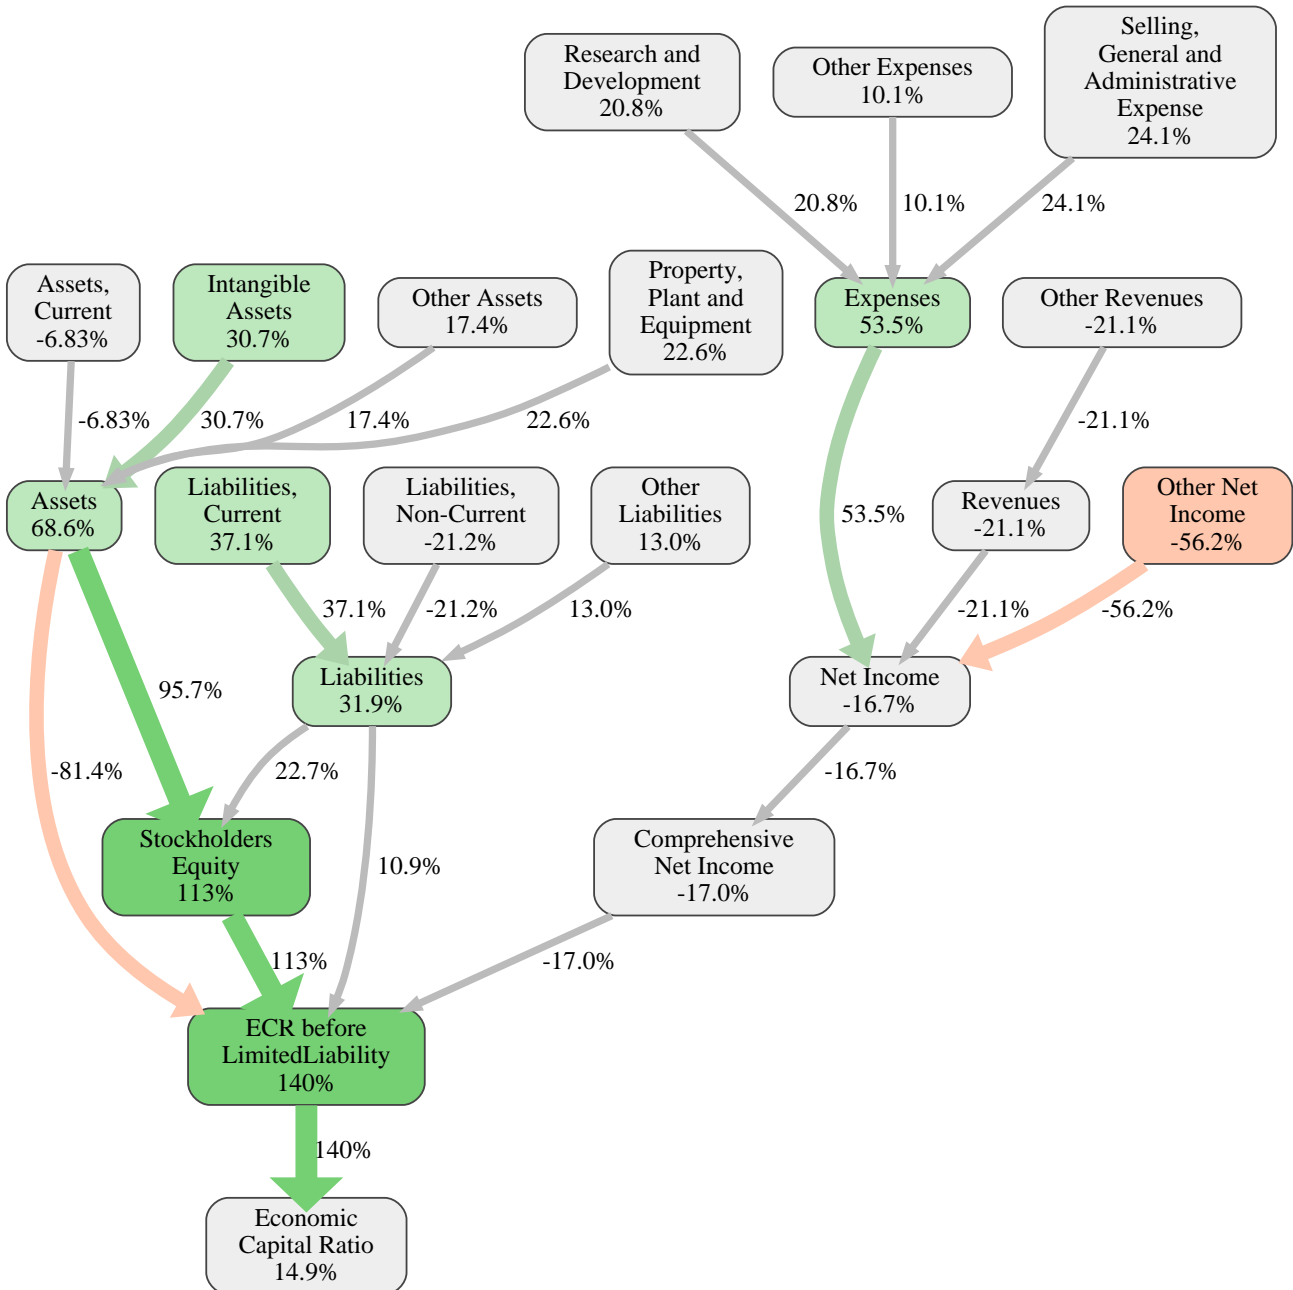 Research and
Development
20.8%
Other Expenses
10.1%
Selling,
General and
Administrative
Expense
24.1%
20.8%
10.1%
24.1%
Assets,
Current
-6.83%
Intangible
Assets
30.7%
Other Assets
17.4%
Property,
Plant and
Equipment
22.6%
Expenses
53.5%
Other Revenues
-21.1%
-6.83%
30.7%
17.4%
22.6%
-21.1%
Assets
68.6%
Liabilities,
Current
37.1%
Liabilities,
Non-Current
-21.2%
Other
Liabilities
13.0%
53.5%
Revenues
-21.1%
Other Net
Income
-56.2%
37.1%
-21.2%
13.0%
-21.1%
-56.2%
95.7%
Liabilities
31.9%
Net Income
-16.7%
-81.4%
22.7%
-16.7%
Stockholders
Equity
113%
10.9%
Comprehensive
Net Income
-17.0%
113%
-17.0%
ECR before
LimitedLiability
140%
140%
Economic
Capital Ratio
14.9%